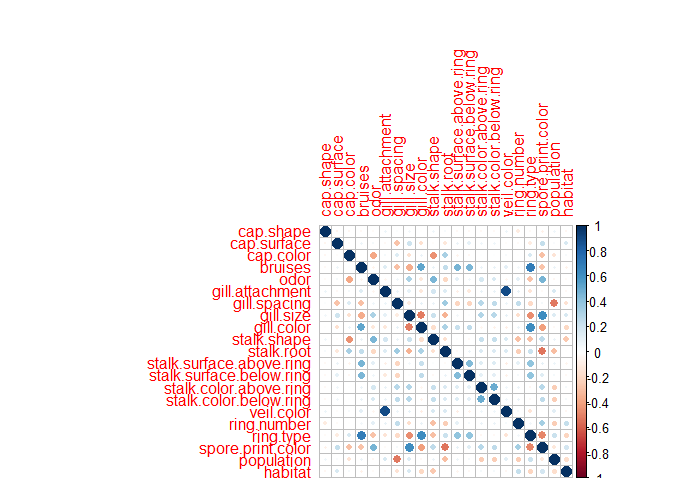 cap.shape
cap.surface
cap.color
bruises
odor
gill.attachment
gill.spacing
gill.size
gill.color
stalk.shape
stalk.root
stalk.surface.above.ring
stalk.surface.below.ring
stalk.color.above.ring
stalk.color.below.ring
veil.color
ring.number
ring.type
spore.print.color
population
habitat
cap.shape
cap.surface
cap.color
bruises
odor
gill.attachment
gill.spacing
gill.size
gill.color
stalk.shape
stalk.root
stalk.surface.above.ring
stalk.surface.below.ring
stalk.color.above.ring
stalk.color.below.ring
veil.color
ring.number
ring.type
spore.print.color
population
habitat
1
0.8
0.6
0.4
0.2
0
-0.2
-0.4
-0.6
-0.8
-1